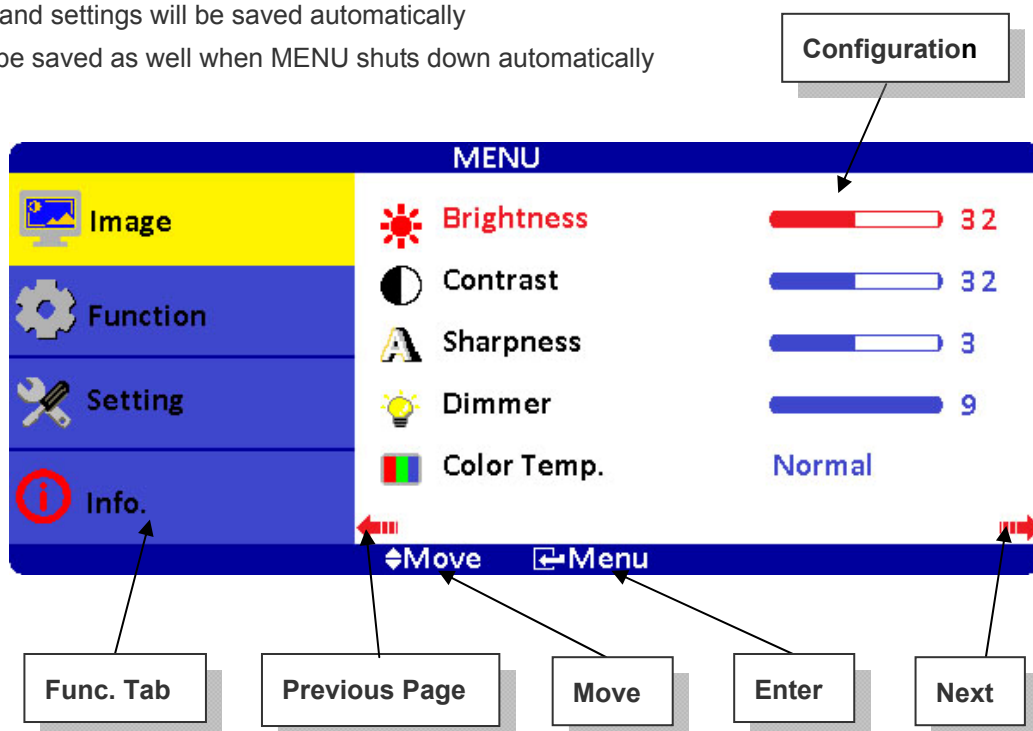 and settings will be saved automatically
be saved as well when MENU shuts down automatically
Configuration
MENU
Image
Function
Setting
Info.
Brightness 32
Contrast 32
Sharpness 3
Dimmer 9
Color Temp. Normal
Move Menu
Func. Tab
Previous Page
Move
Enter
Next